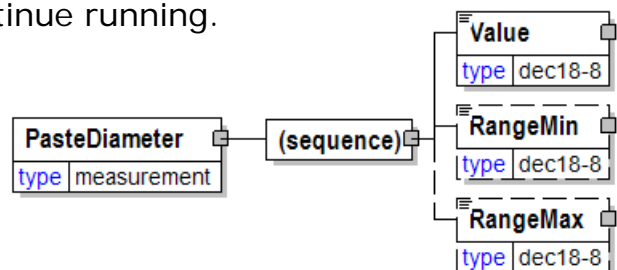 tinue running.
Value
type dec18-8
PasteDiameter
type measurement
(sequence)
RangeMin
type dec18-8
RangeMax
type dec18-8